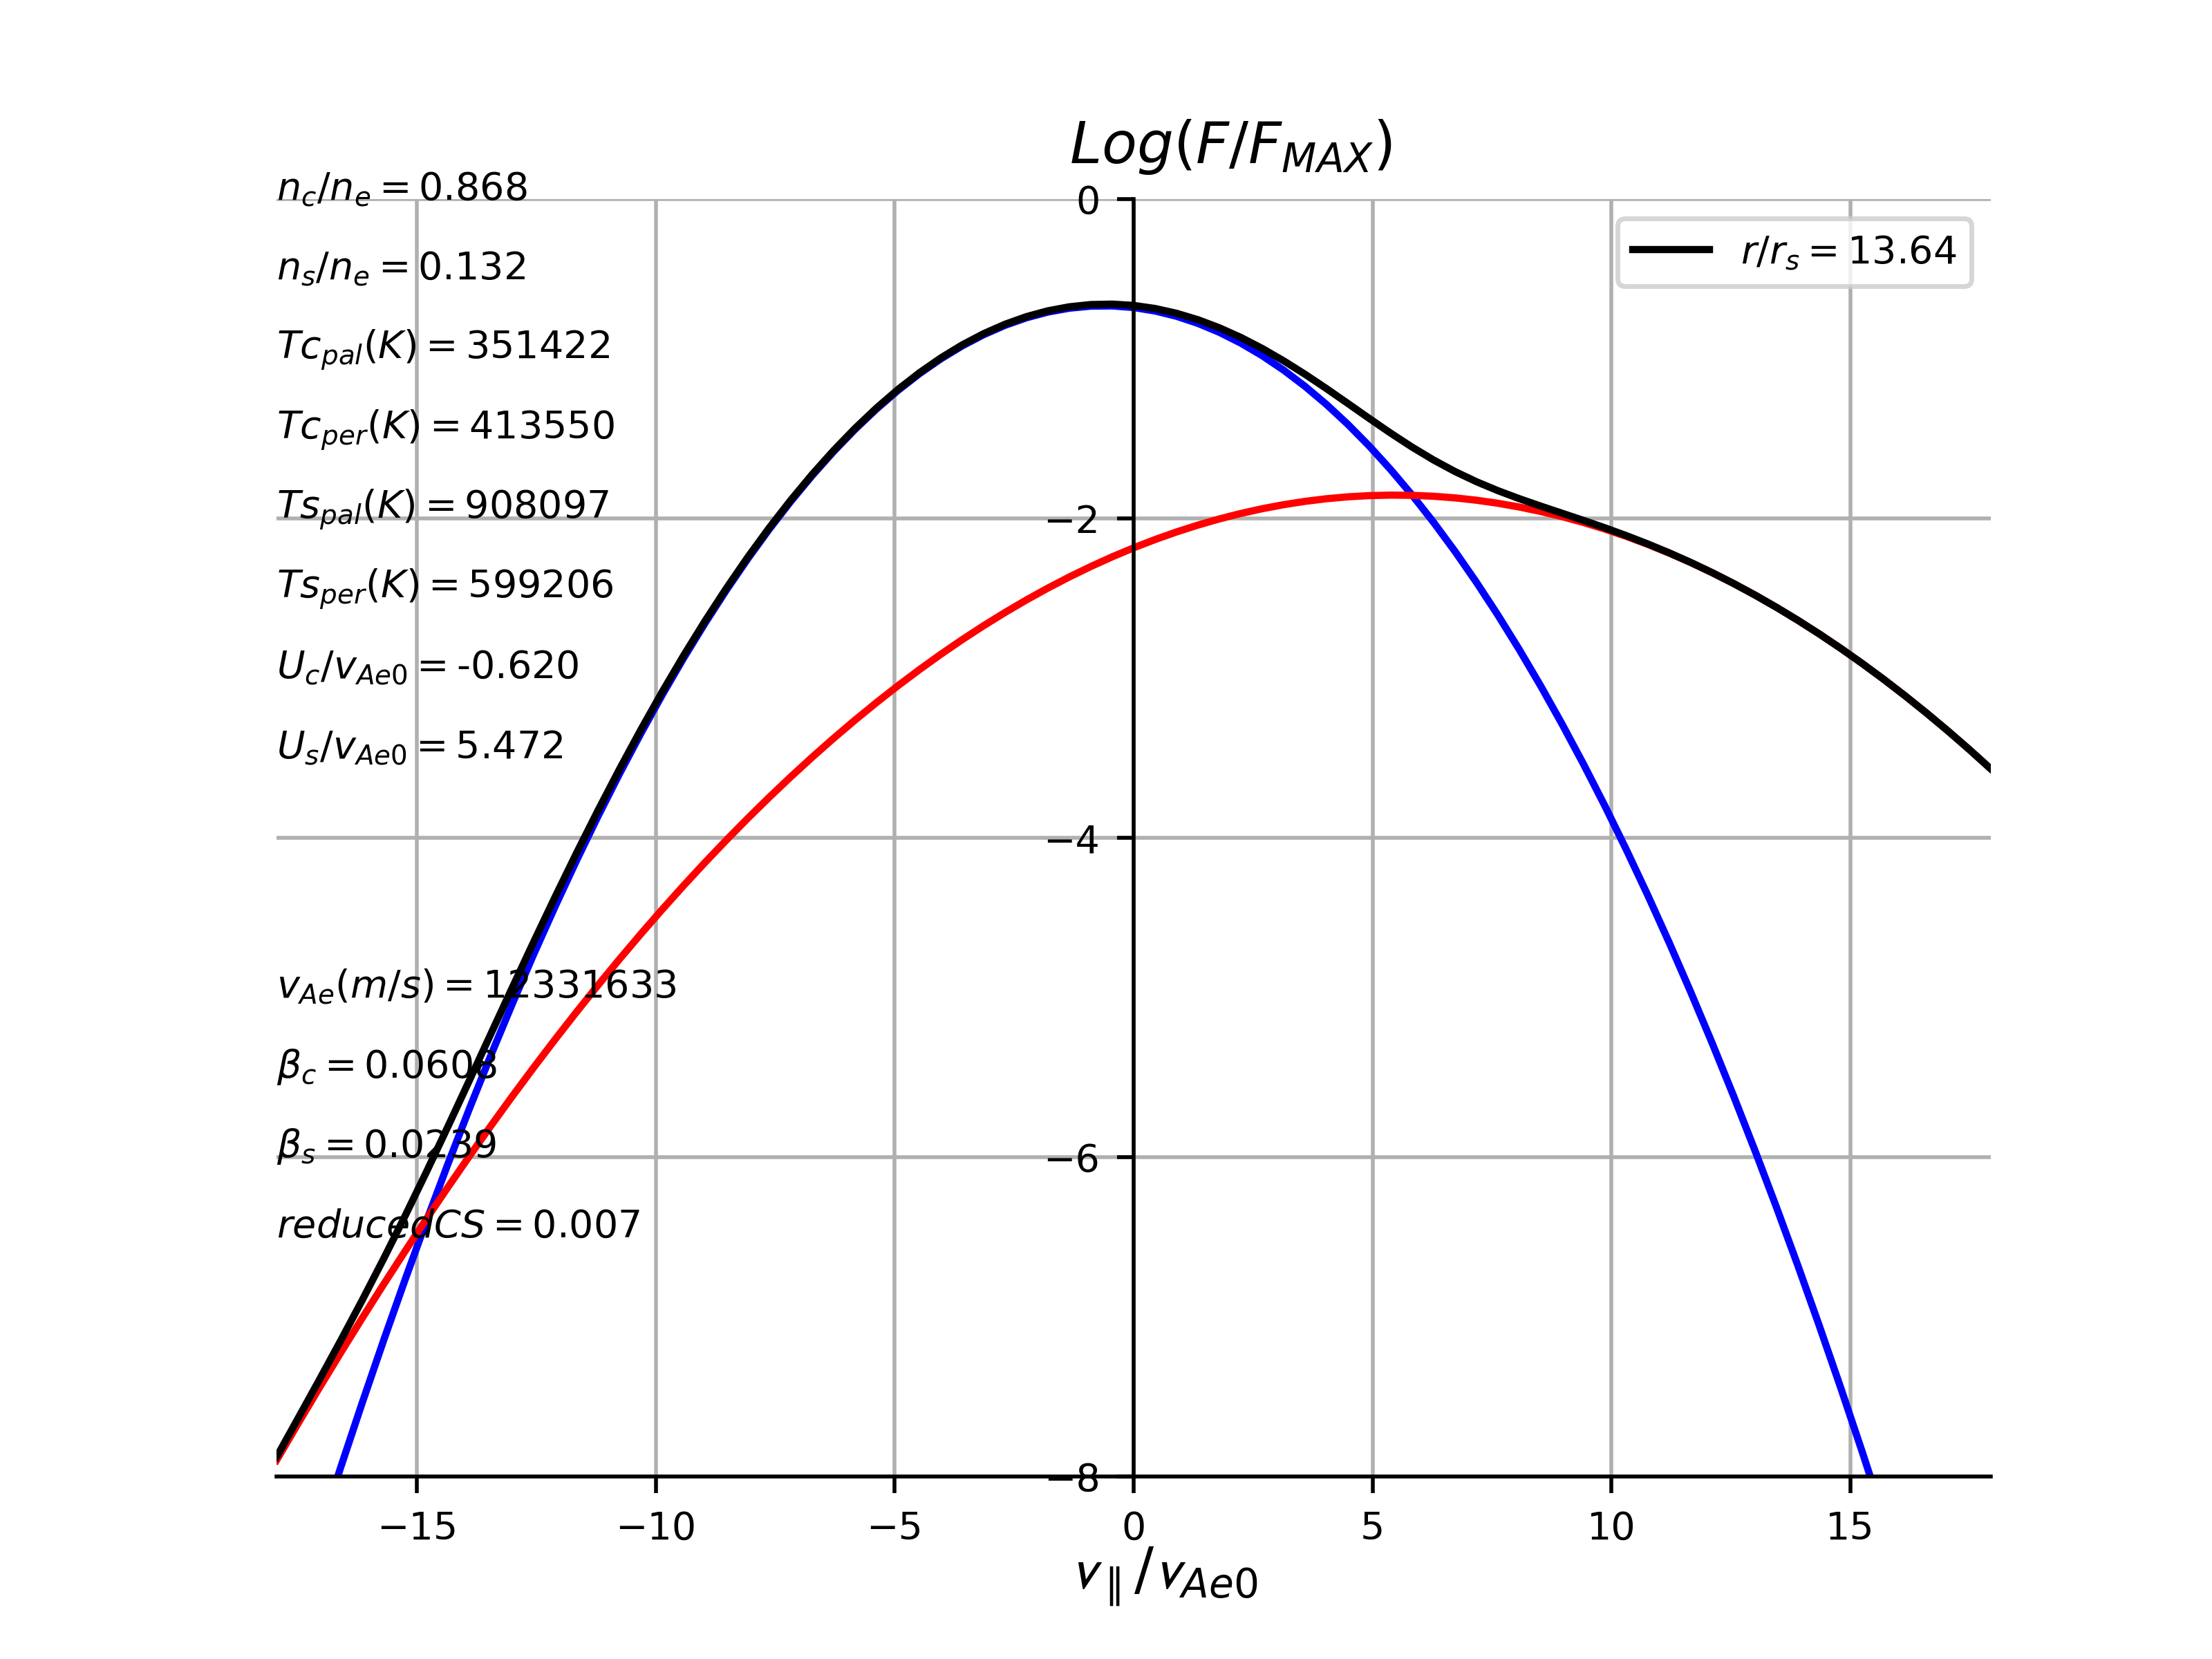 Log(F/F_MAX)
n_c/n_e = 0.868
n_s/n_e = 0.132
Tc_pal(K) = 351422
Tc_per(K) = 413550
Ts_pal(K) = 908097
Ts_per(K) = 599206
U_c/v_Ae0 = -0.620
U_s/v_Ae0 = 5.472
v_Ae(m/s) = 12331633
β_c = 0.0608
β_s = 0.0239
reducedCS = 0.007
r/r_s = 13.64
0
−2
−4
−6
−8
−15 −10 −5 0 5 10 15
v_∥/v_Ae0